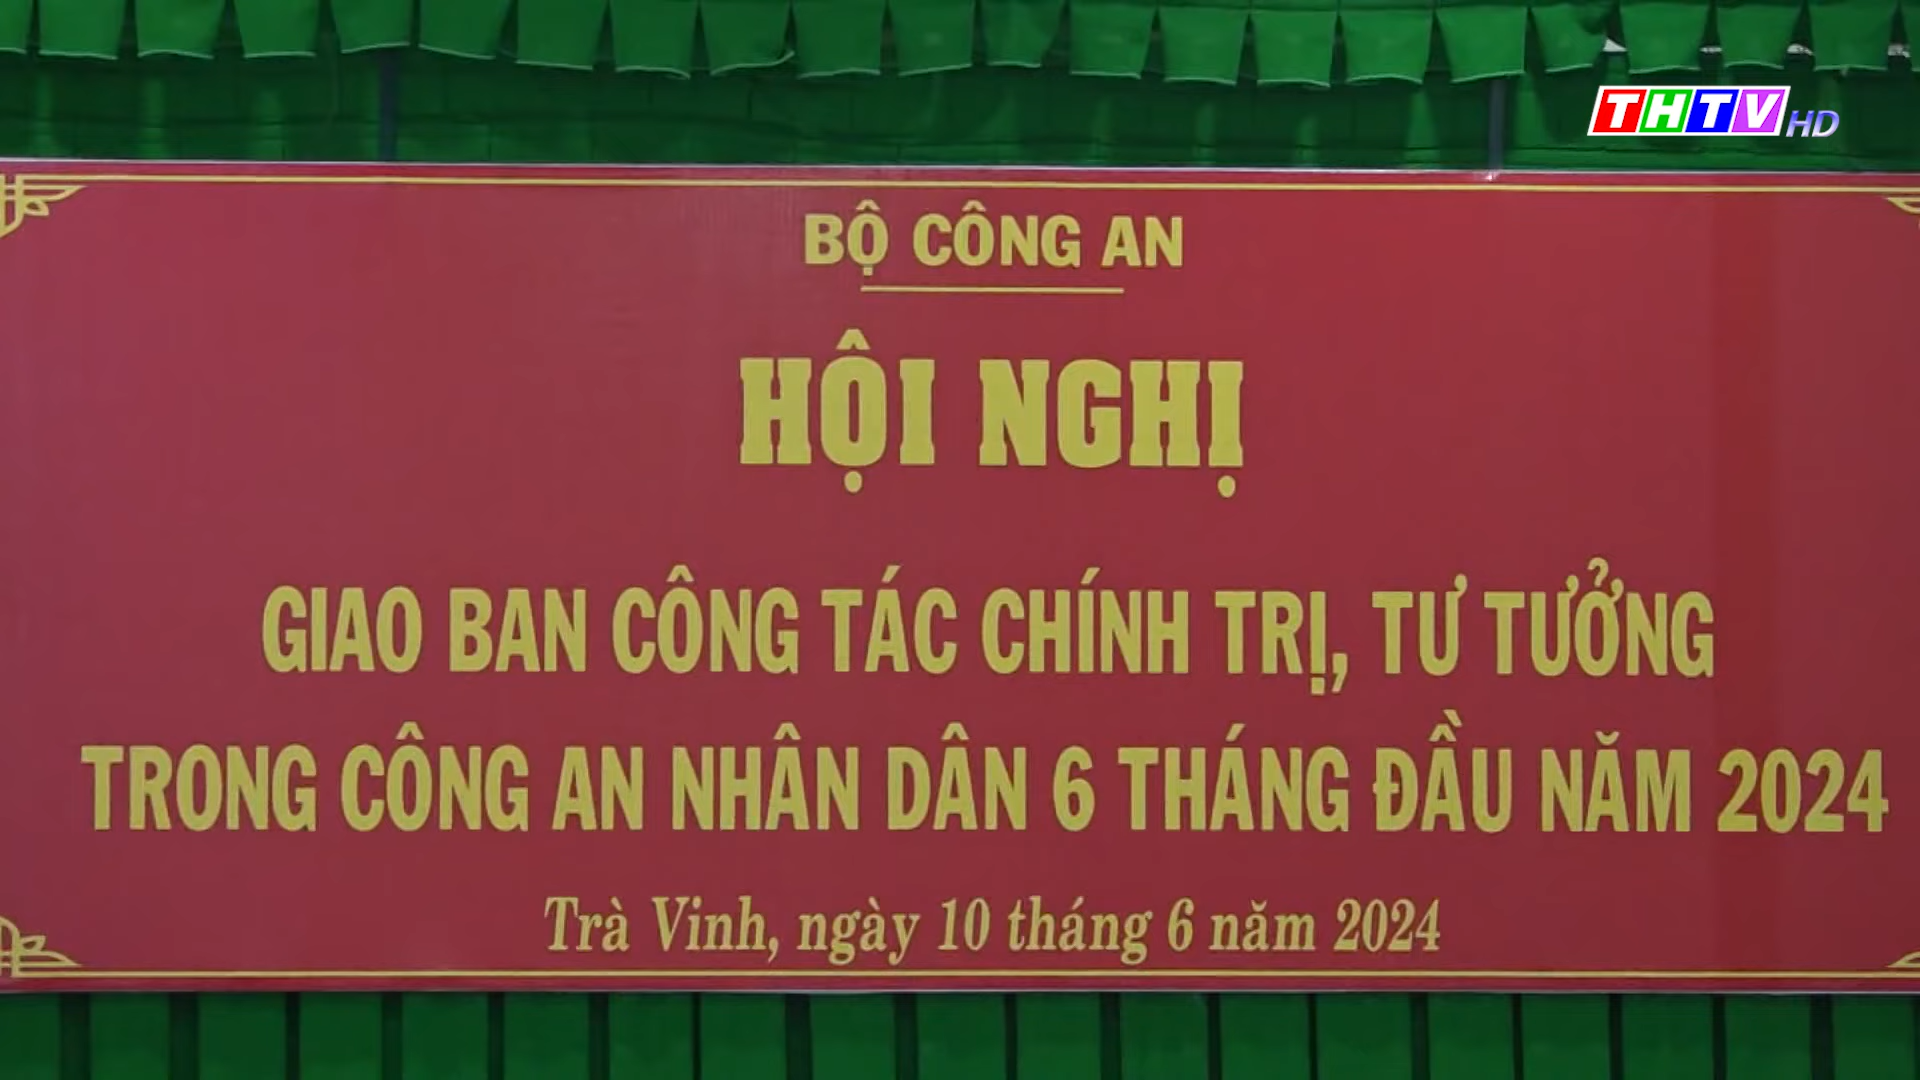 THTV HD
BỘ CÔNG AN
HỘI NGHỊ
GIAO BAN CÔNG TÁC CHÍNH TRỊ, TƯ TƯỞNG
TRONG CÔNG AN NHÂN DÂN 6 THÁNG ĐẦU NĂM 2024
Trà Vinh, ngày 10 tháng 6 năm 2024